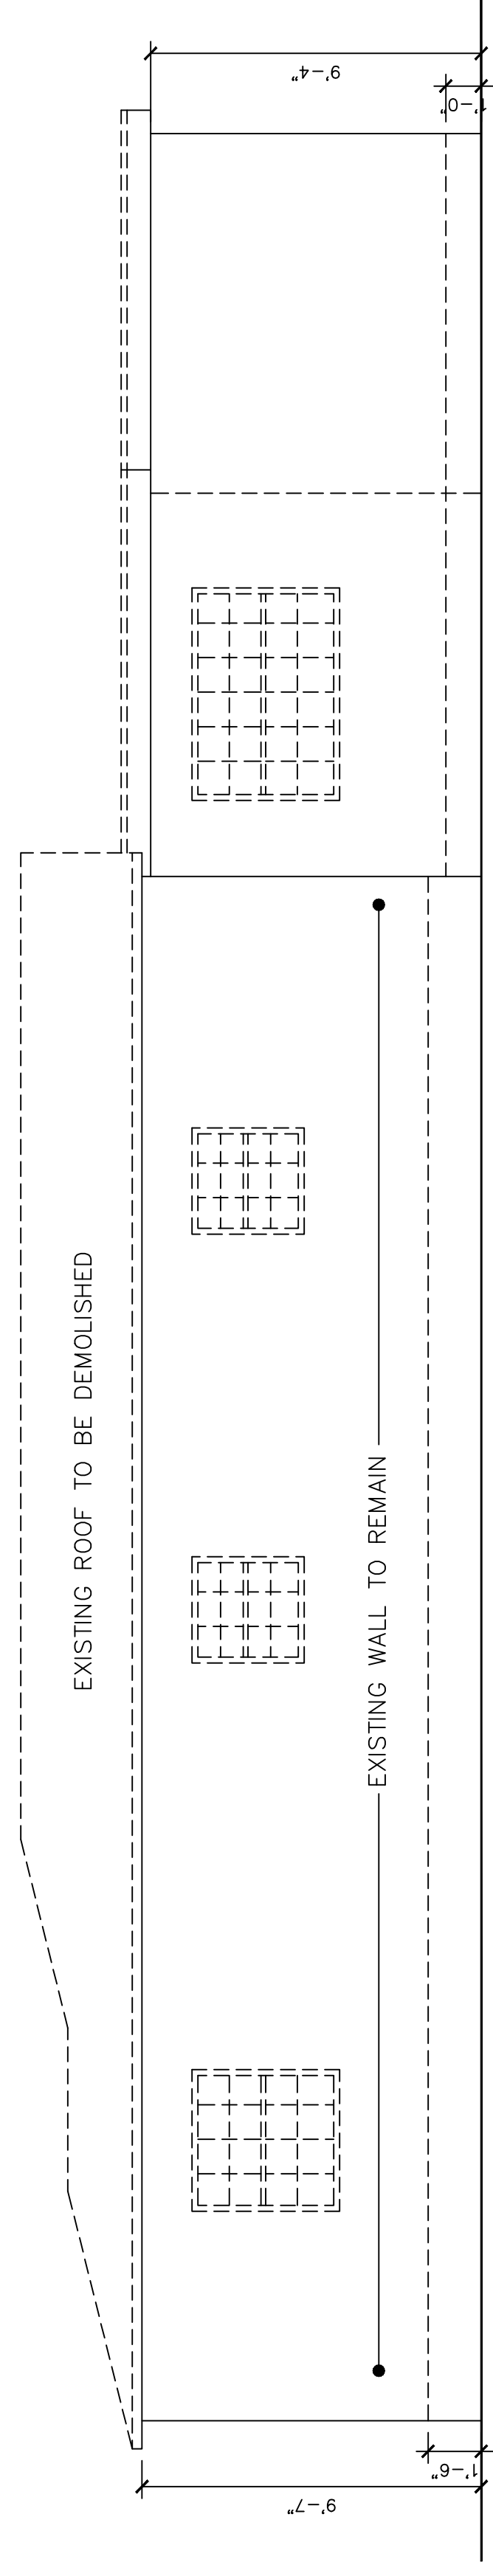 9'-4"
1'-0"
EXISTING ROOF TO BE DEMOLISHED
EXISTING WALL TO REMAIN
1'-6"
9'-7"